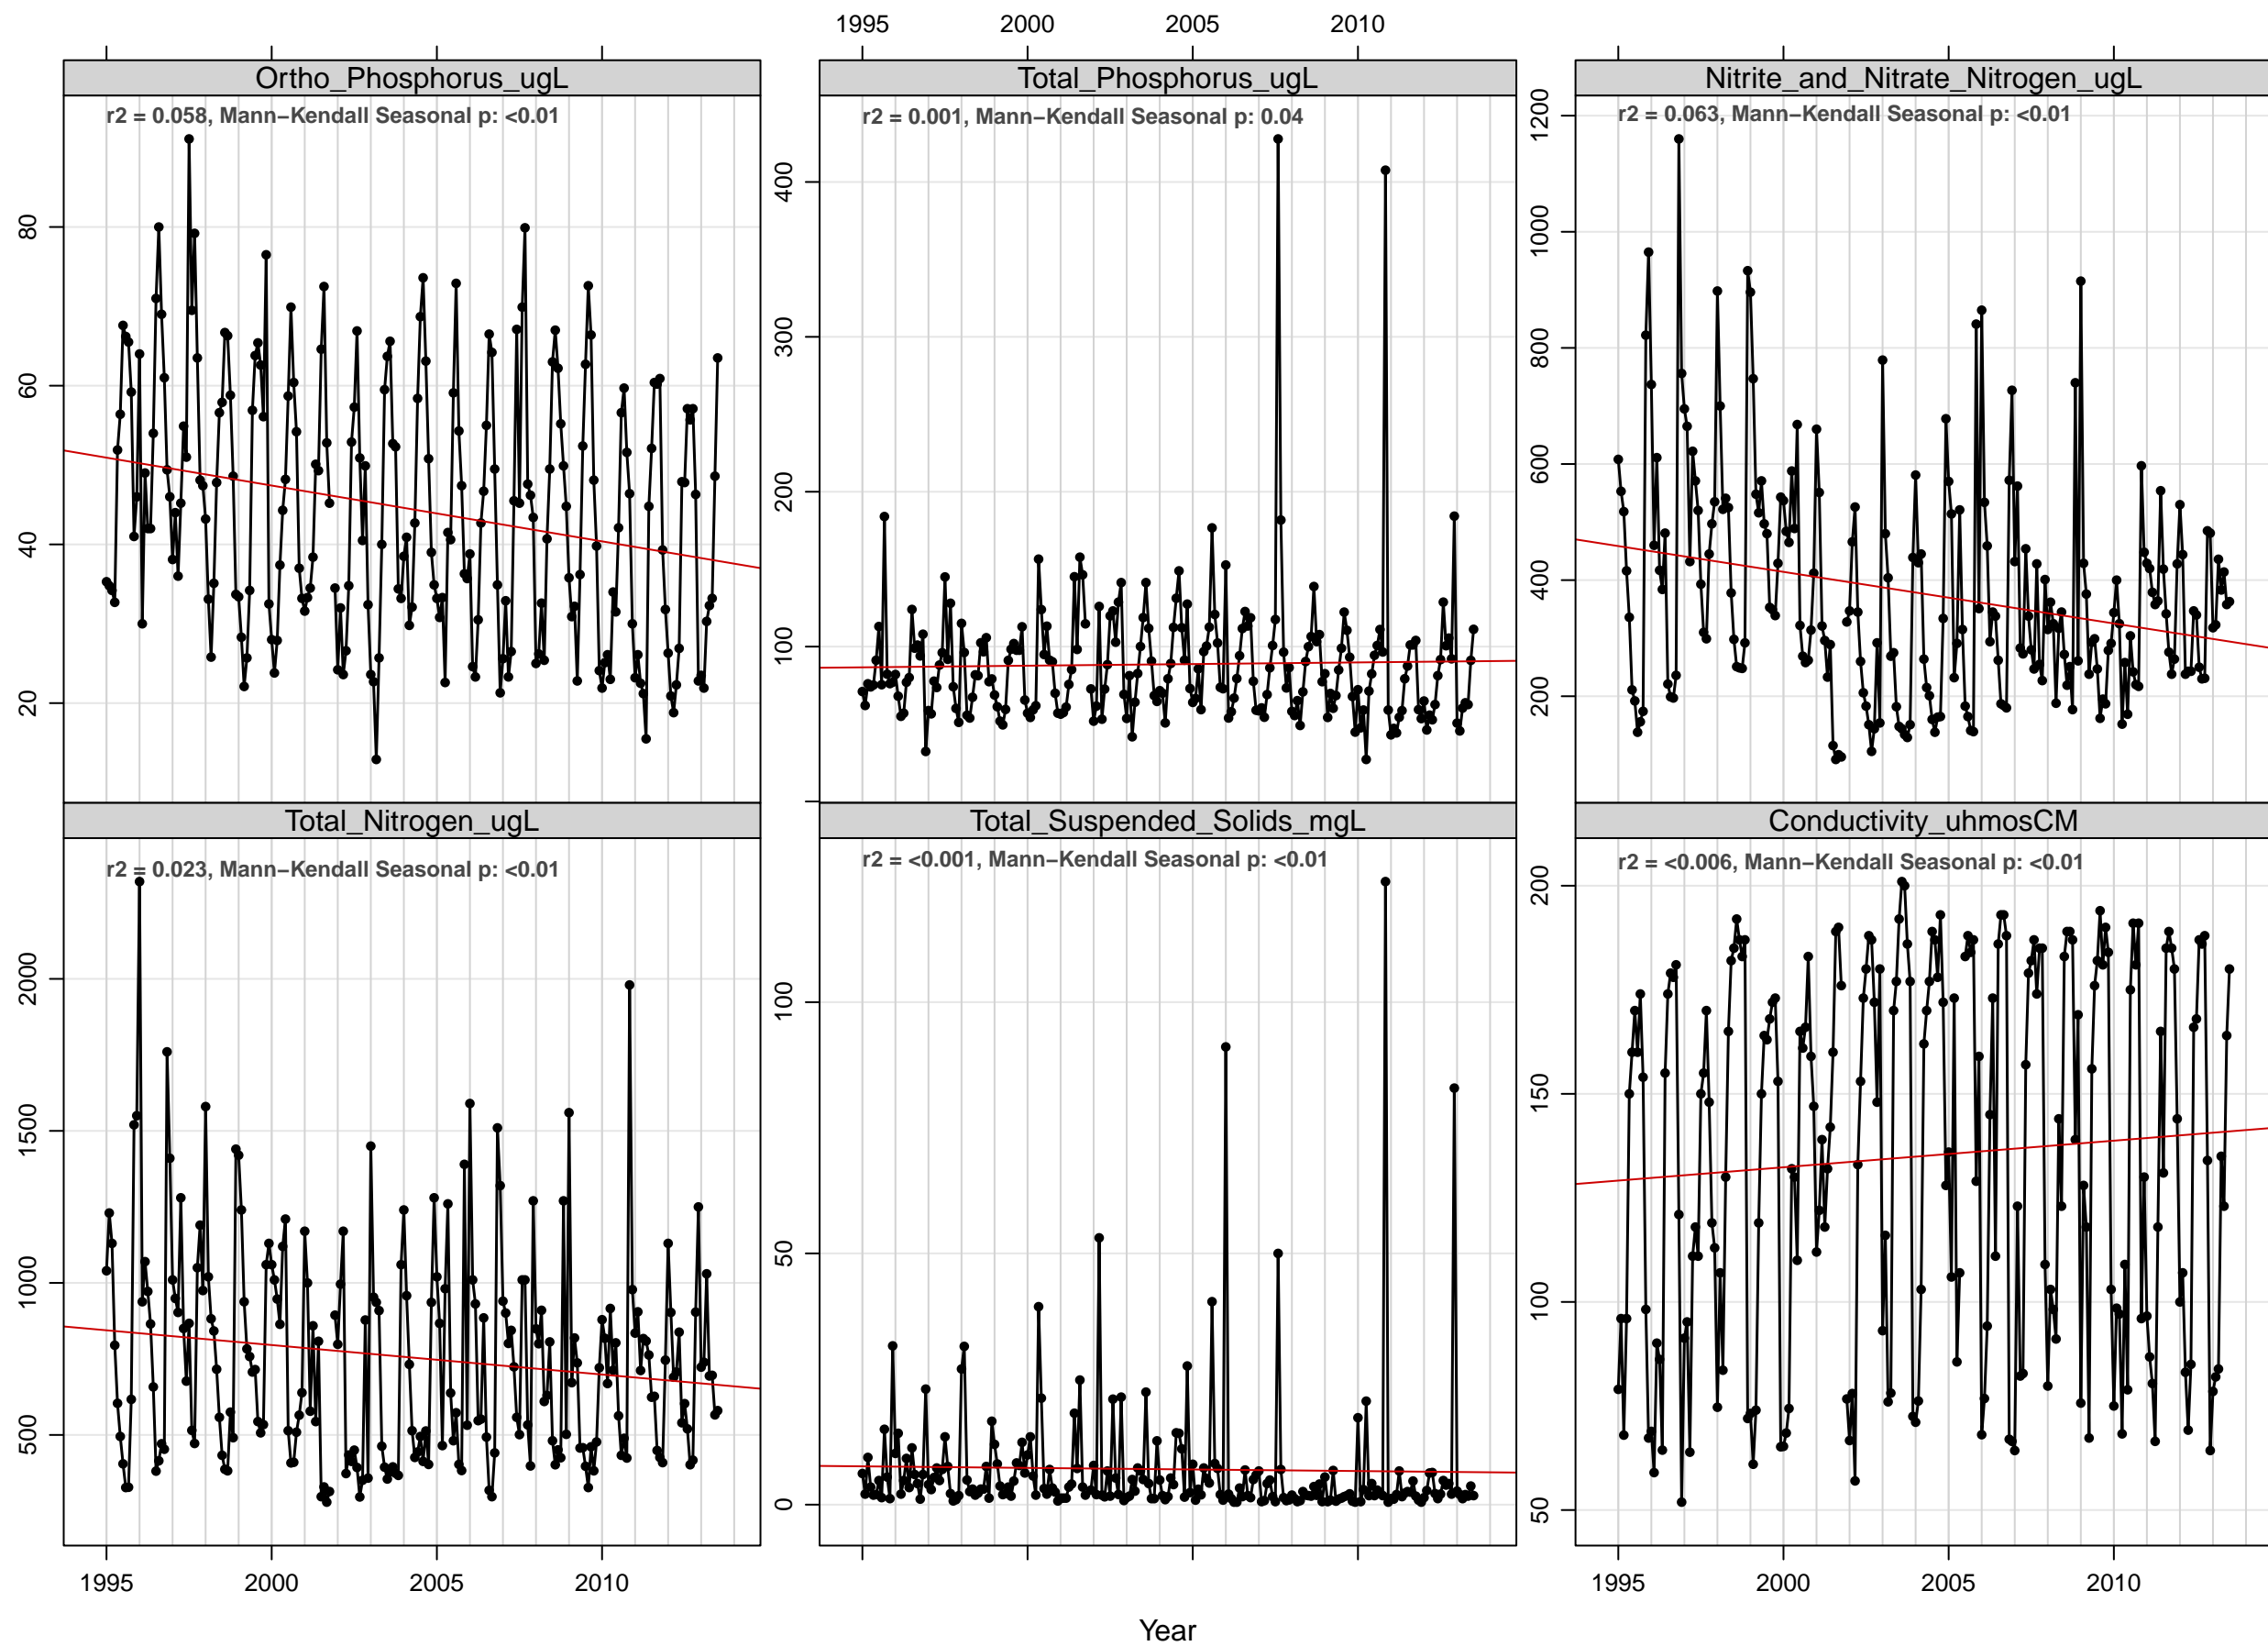 1995 2000 2005 2010
Ortho_Phosphorus_ugL
Total_Phosphorus_ugL
Nitrite_and_Nitrate_Nitrogen_ugL
r2 = 0.058, Mann−Kendall Seasonal p: <0.01
r2 = 0.001, Mann−Kendall Seasonal p: 0.04
r2 = 0.063, Mann−Kendall Seasonal p: <0.01
80
60
40
20
400
300
200
100
1200
1000
800
600
400
200
Total_Nitrogen_ugL
Total_Suspended_Solids_mgL
Conductivity_uhmosCM
r2 = 0.023, Mann−Kendall Seasonal p: <0.01
r2 = <0.001, Mann−Kendall Seasonal p: <0.01
r2 = <0.006, Mann−Kendall Seasonal p: <0.01
2000
1500
1000
500
100
50
0
200
150
100
50
1995 2000 2005 2010
1995 2000 2005 2010
Year